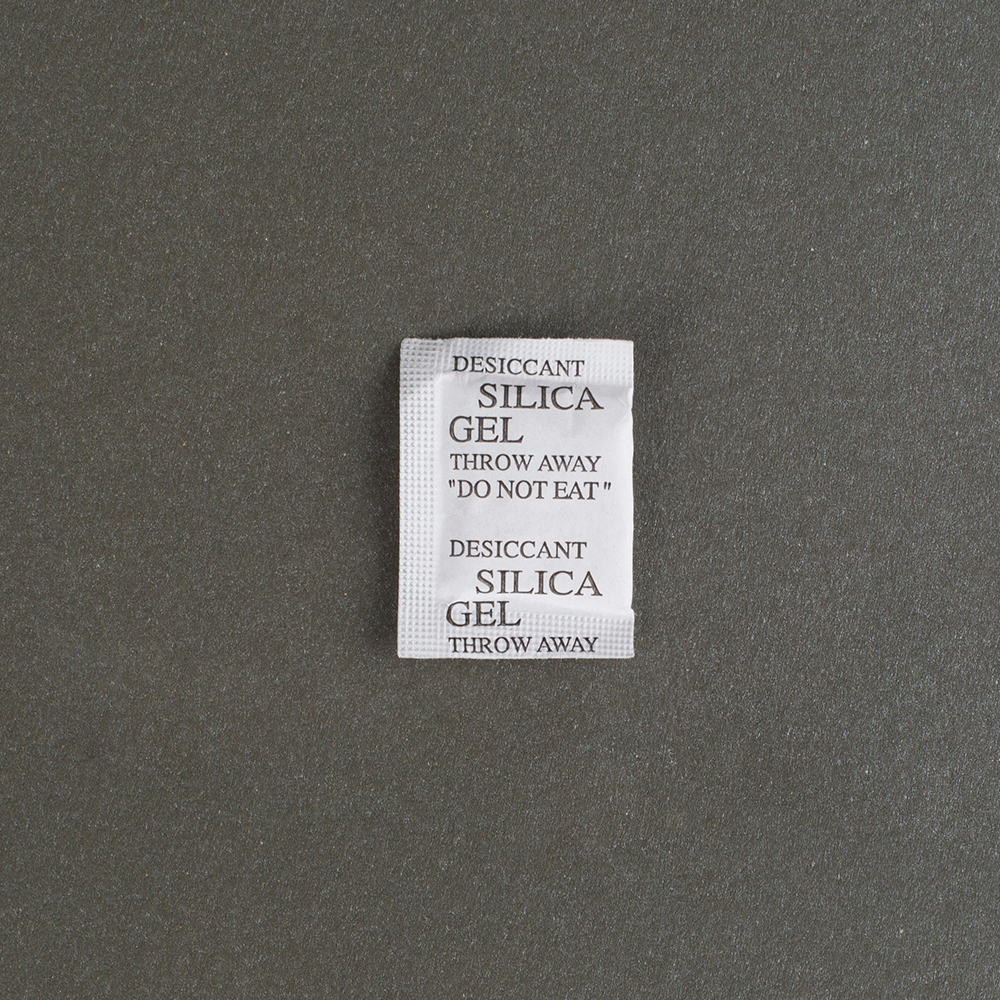 DESICCANT
SILICA
GEL
THROW AWAY
"DO NOT EAT"
DESICCANT
SILICA
GEL
THROW AWAY